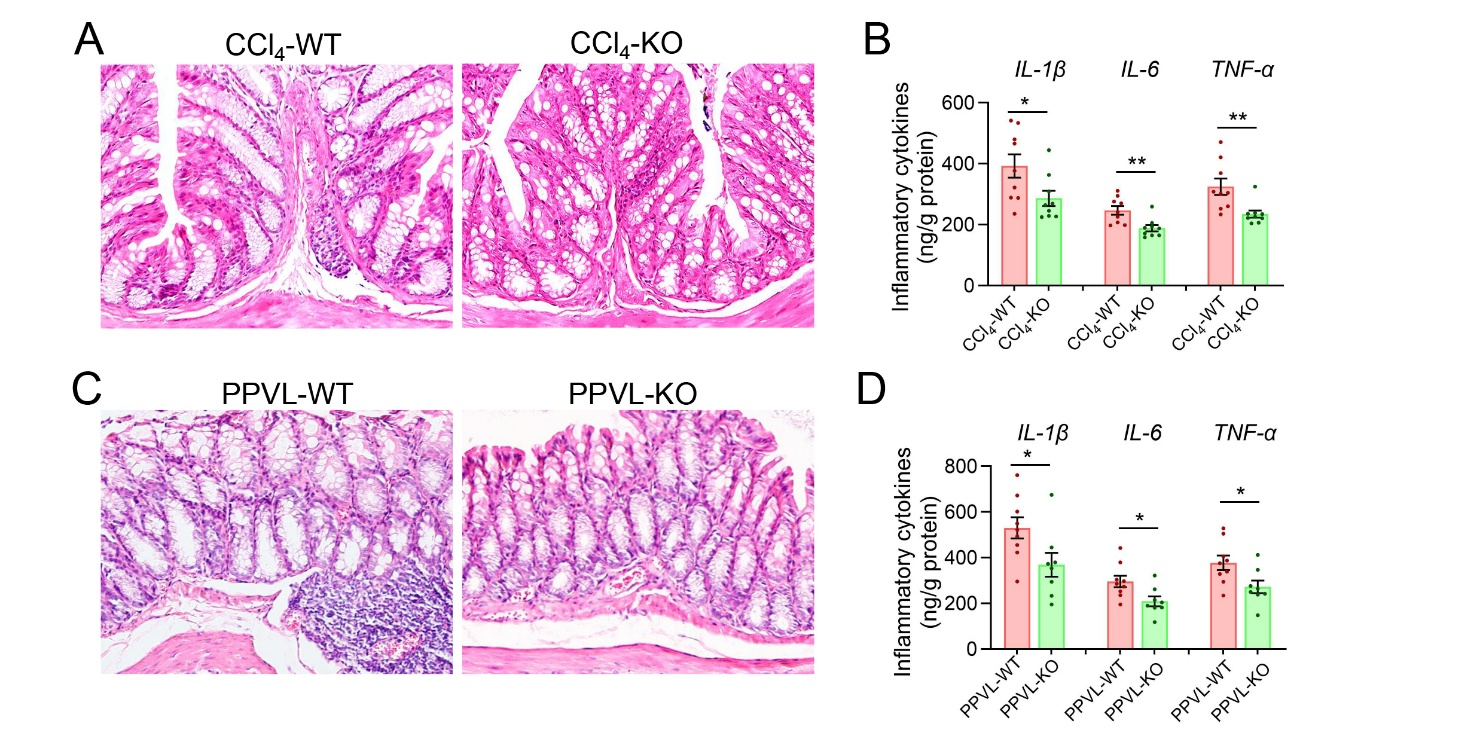 A
CCl₄-WT
CCl₄-KO
B
IL-1β
IL-6
TNF-α
Inflammatory cytokines
(ng/g protein)
600
400
200
0
*
**
**
CCl₄-WT
CCl₄-KO
CCl₄-WT
CCl₄-KO
CCl₄-WT
CCl₄-KO
C
PPVL-WT
PPVL-KO
D
IL-1β
IL-6
TNF-α
Inflammatory cytokines
(ng/g protein)
800
600
400
200
0
*
*
*
PPVL-WT
PPVL-KO
PPVL-WT
PPVL-KO
PPVL-WT
PPVL-KO